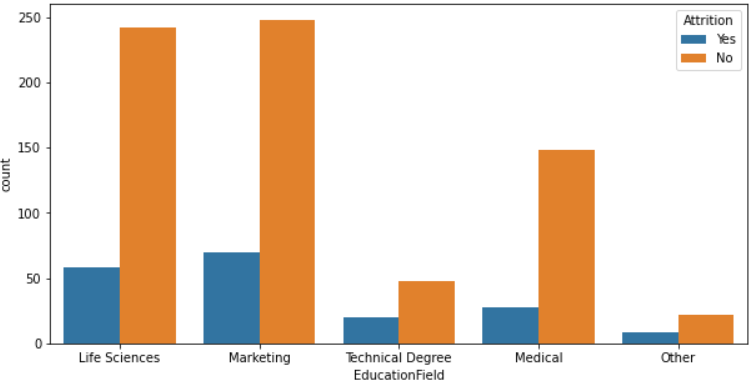 250
200
150
100
50
0
count
Attrition
Yes
No
Life Sciences Marketing Technical Degree Medical Other
EducationField